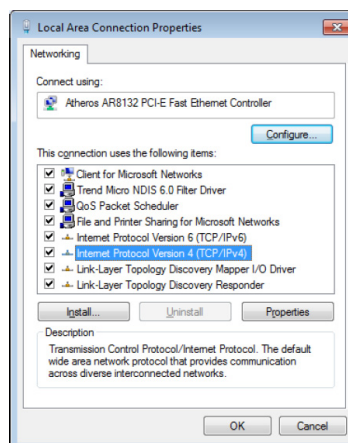 Local Area Connection Properties
Networking
Connect using:
Atheros AR8132 PCI-E Fast Ethernet Controller
Configure...
This connection uses the following items:
Client for Microsoft Networks
Trend Micro NDIS 6.0 Filter Driver
QoS Packet Scheduler
File and Printer Sharing for Microsoft Networks
Internet Protocol Version 6 (TCP/IPv6)
Internet Protocol Version 4 (TCP/IPv4)
Link-Layer Topology Discovery Mapper I/O Driver
Link-Layer Topology Discovery Responder
Install... Uninstall Properties
Description
Transmission Control Protocol/Internet Protocol. The default
wide area network protocol that provides communication
across diverse interconnected networks.
OK Cancel